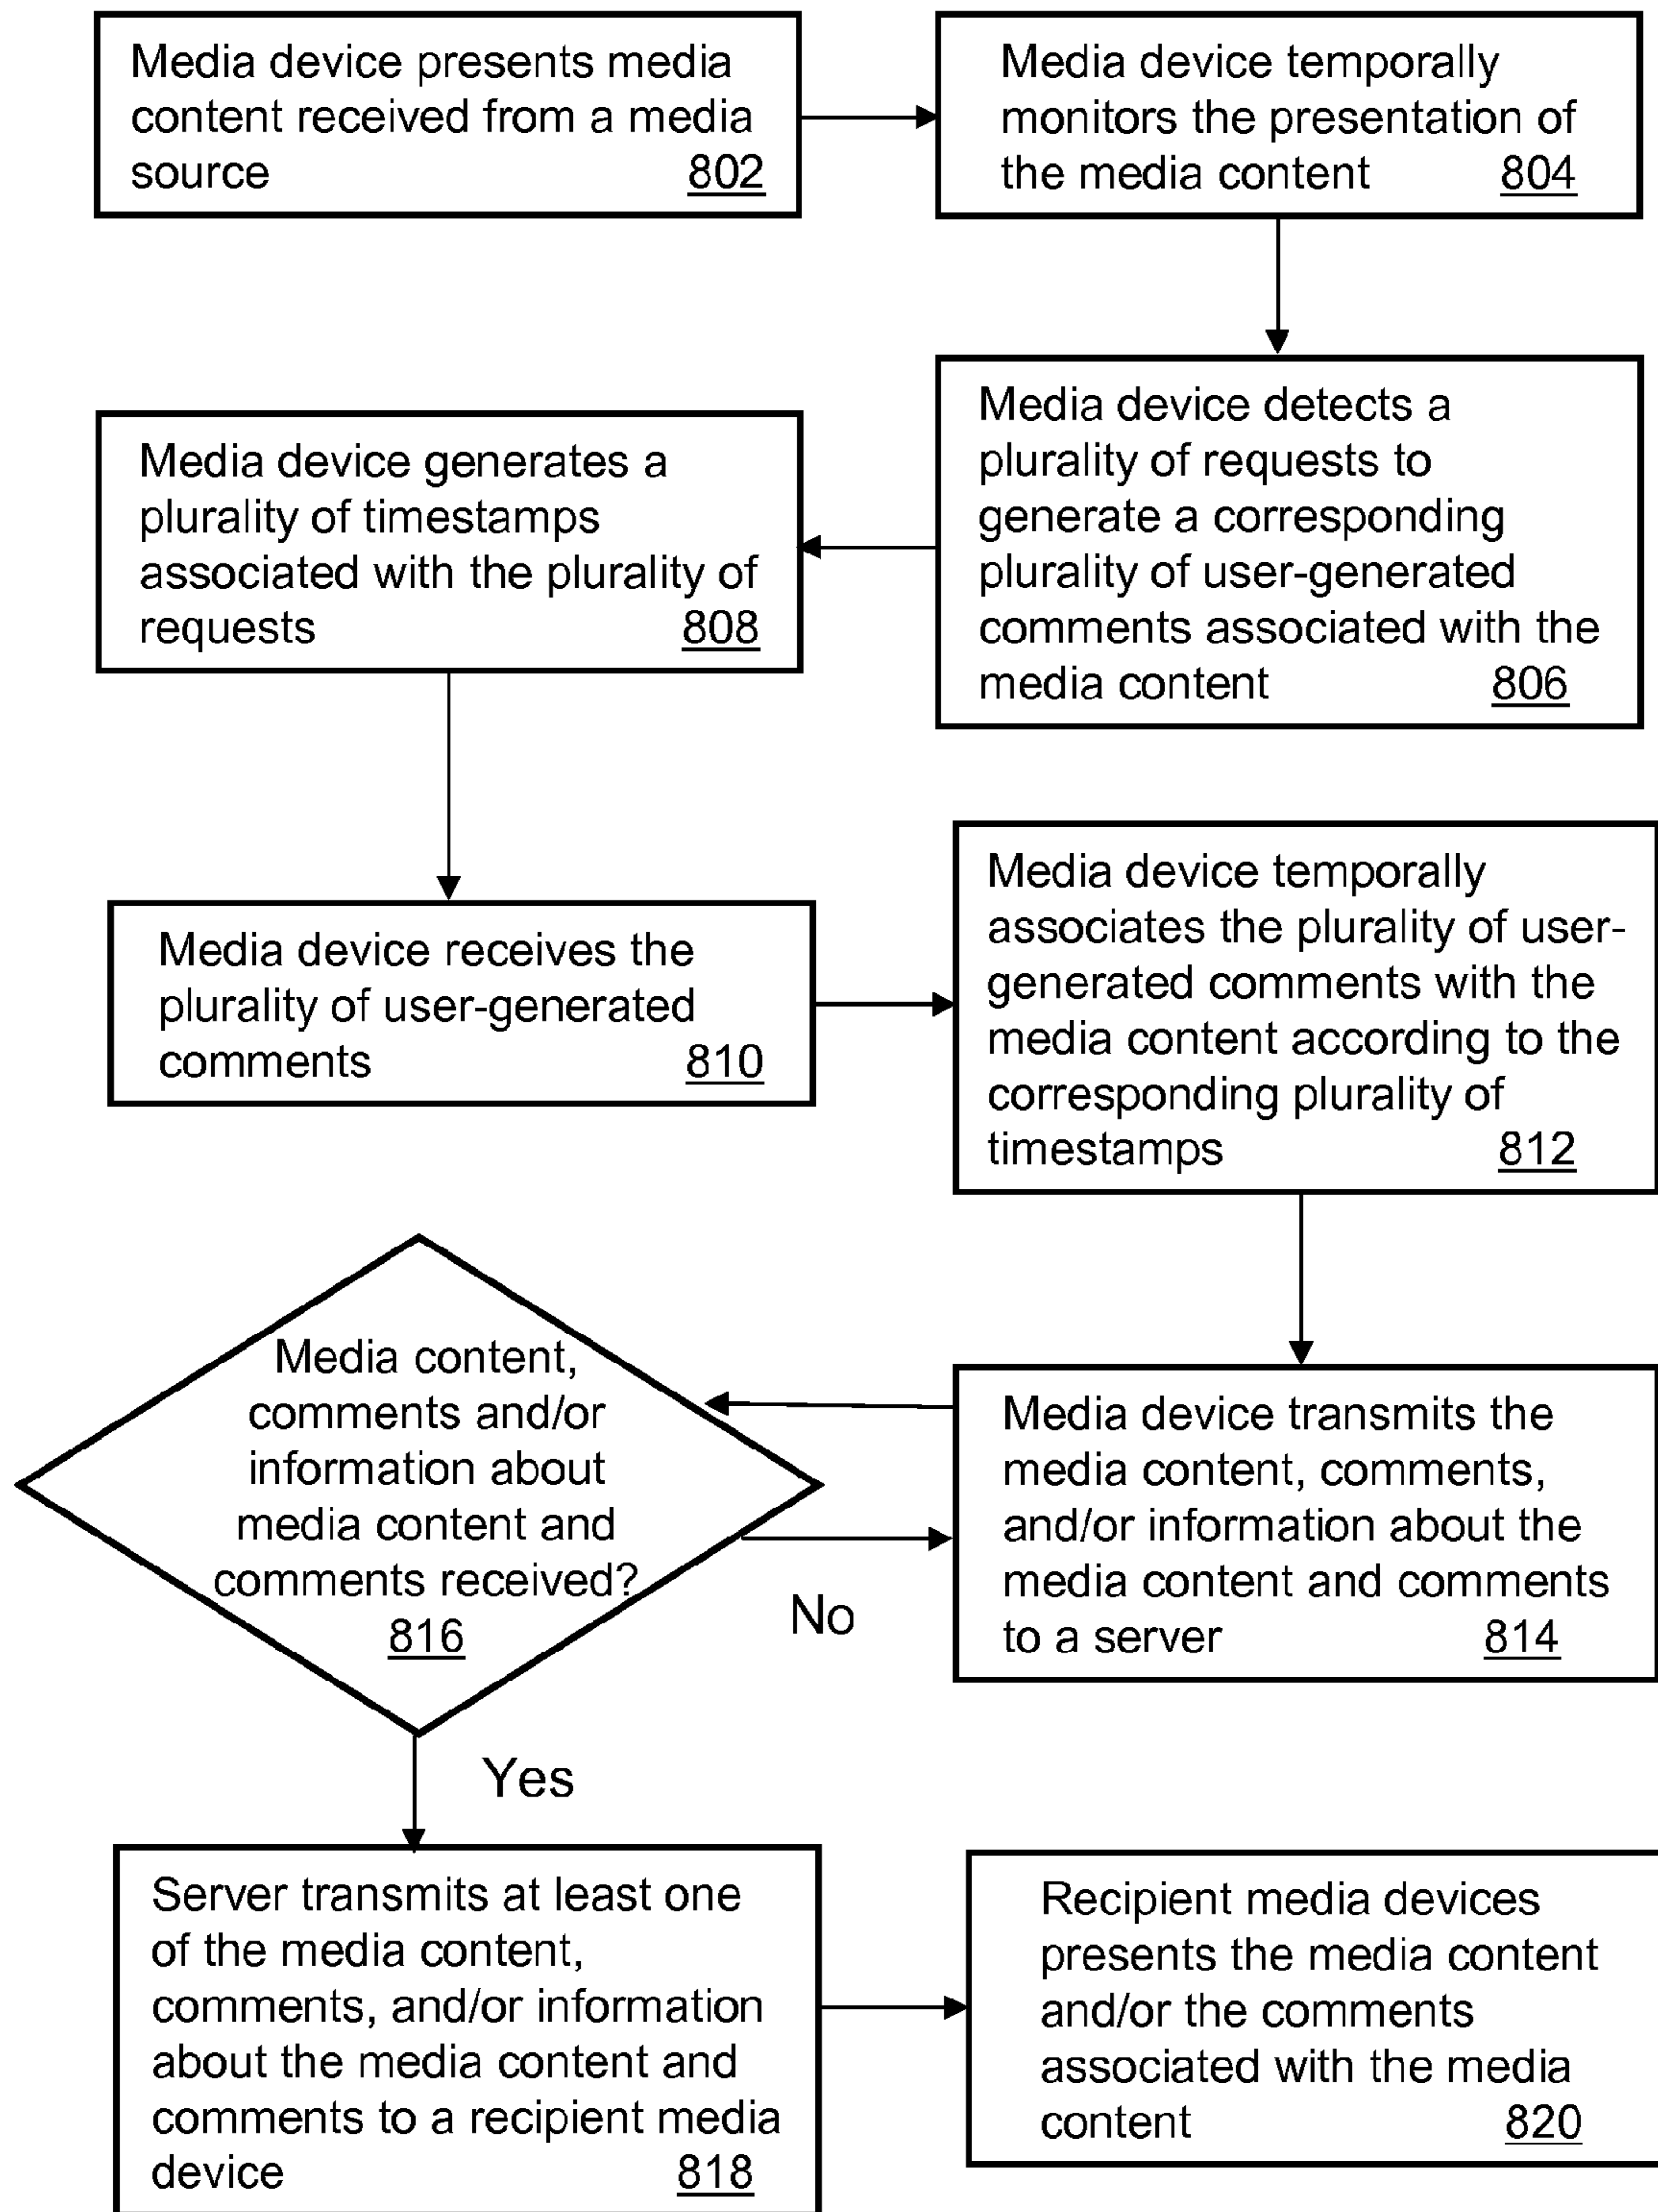 Media device presents media
content received from a media
source 802
Media device temporally
monitors the presentation of
the media content 804
Media device detects a
plurality of requests to
generate a corresponding
plurality of user-generated
comments associated with the
media content 806
Media device generates a
plurality of timestamps
associated with the plurality of
requests 808
Media device receives the
plurality of user-generated
comments 810
Media device temporally
associates the plurality of user-
generated comments with the
media content according to the
corresponding plurality of
timestamps 812
Media device transmits the
media content, comments,
and/or information about the
media content and comments
to a server 814
Media content,
comments and/or
information about
media content and
comments received?
816
No
Yes
Server transmits at least one
of the media content,
comments, and/or information
about the media content and
comments to a recipient media
device 818
Recipient media devices
presents the media content
and/or the comments
associated with the media
content 820